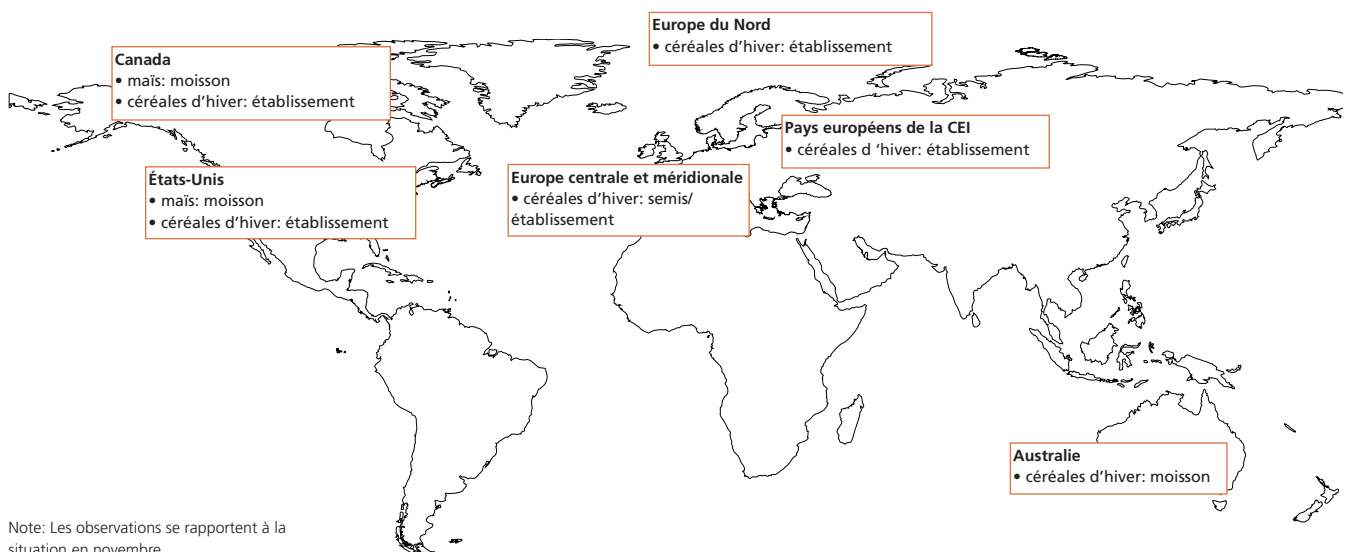 Europe du Nord
• céréales d'hiver: établissement
Canada
• maïs: moisson
• céréales d'hiver: établissement
Pays européens de la CEI
• céréales d 'hiver: établissement
États-Unis
• maïs: moisson
• céréales d'hiver: établissement
Europe centrale et méridionale
• céréales d'hiver: semis/
établissement
Australie
• céréales d'hiver: moisson
Note: Les observations se rapportent à la
situation en novembre